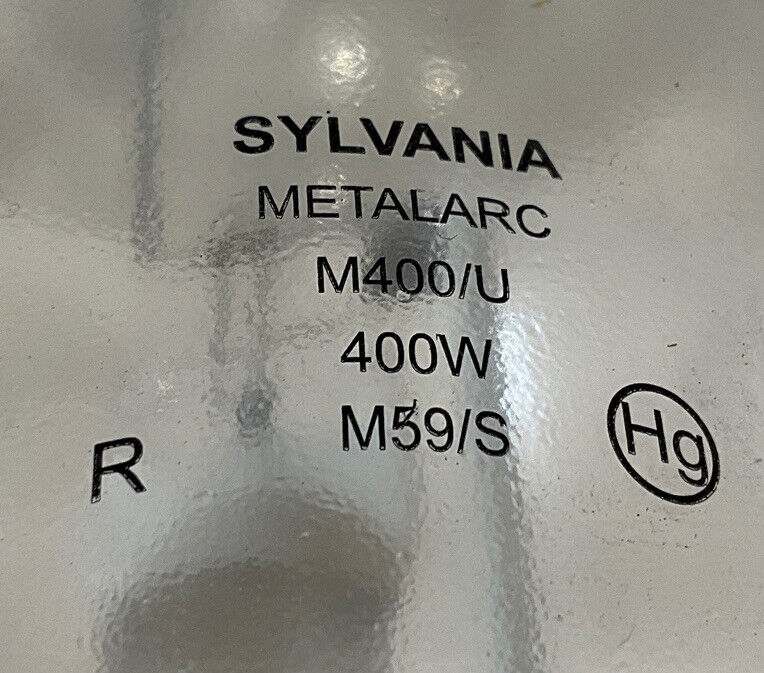 SYLVANIA
METALARC
M400/U
400W
M59/S
R
Hg